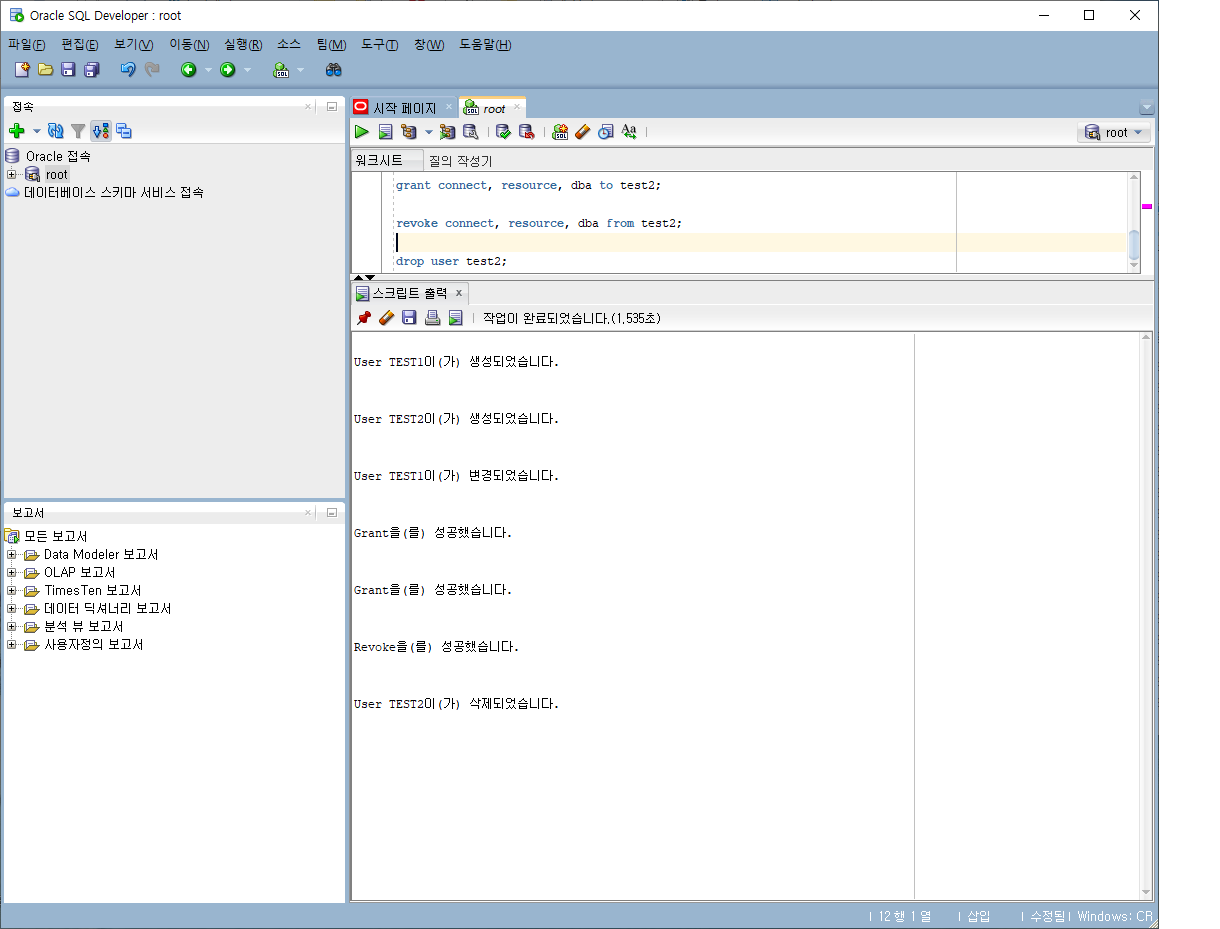 Oracle SQL Developer : root
파일(F) 편집(E) 보기(V) 이동(N) 실행(R) 소스 팀(M) 도구(T) 창(W) 도움말(H)
접속
Oracle 접속
root
데이터베이스 스키마 서비스 접속
보고서
모든 보고서
Data Modeler 보고서
OLAP 보고서
TimesTen 보고서
데이터 딕셔너리 보고서
분석 뷰 보고서
사용자정의 보고서
시작 페이지 root
root
워크시트 질의 작성기
grant connect, resource, dba to test2;
revoke connect, resource, dba from test2;
drop user test2;
스크립트 출력
작업이 완료되었습니다.(1.535초)
User TEST1이(가) 생성되었습니다.
User TEST2이(가) 생성되었습니다.
User TEST1이(가) 변경되었습니다.
Grant을(를) 성공했습니다.
Grant을(를) 성공했습니다.
Revoke을(를) 성공했습니다.
User TEST2이(가) 삭제되었습니다.
12 행 1 열 삽입 수정됨 Windows: CR